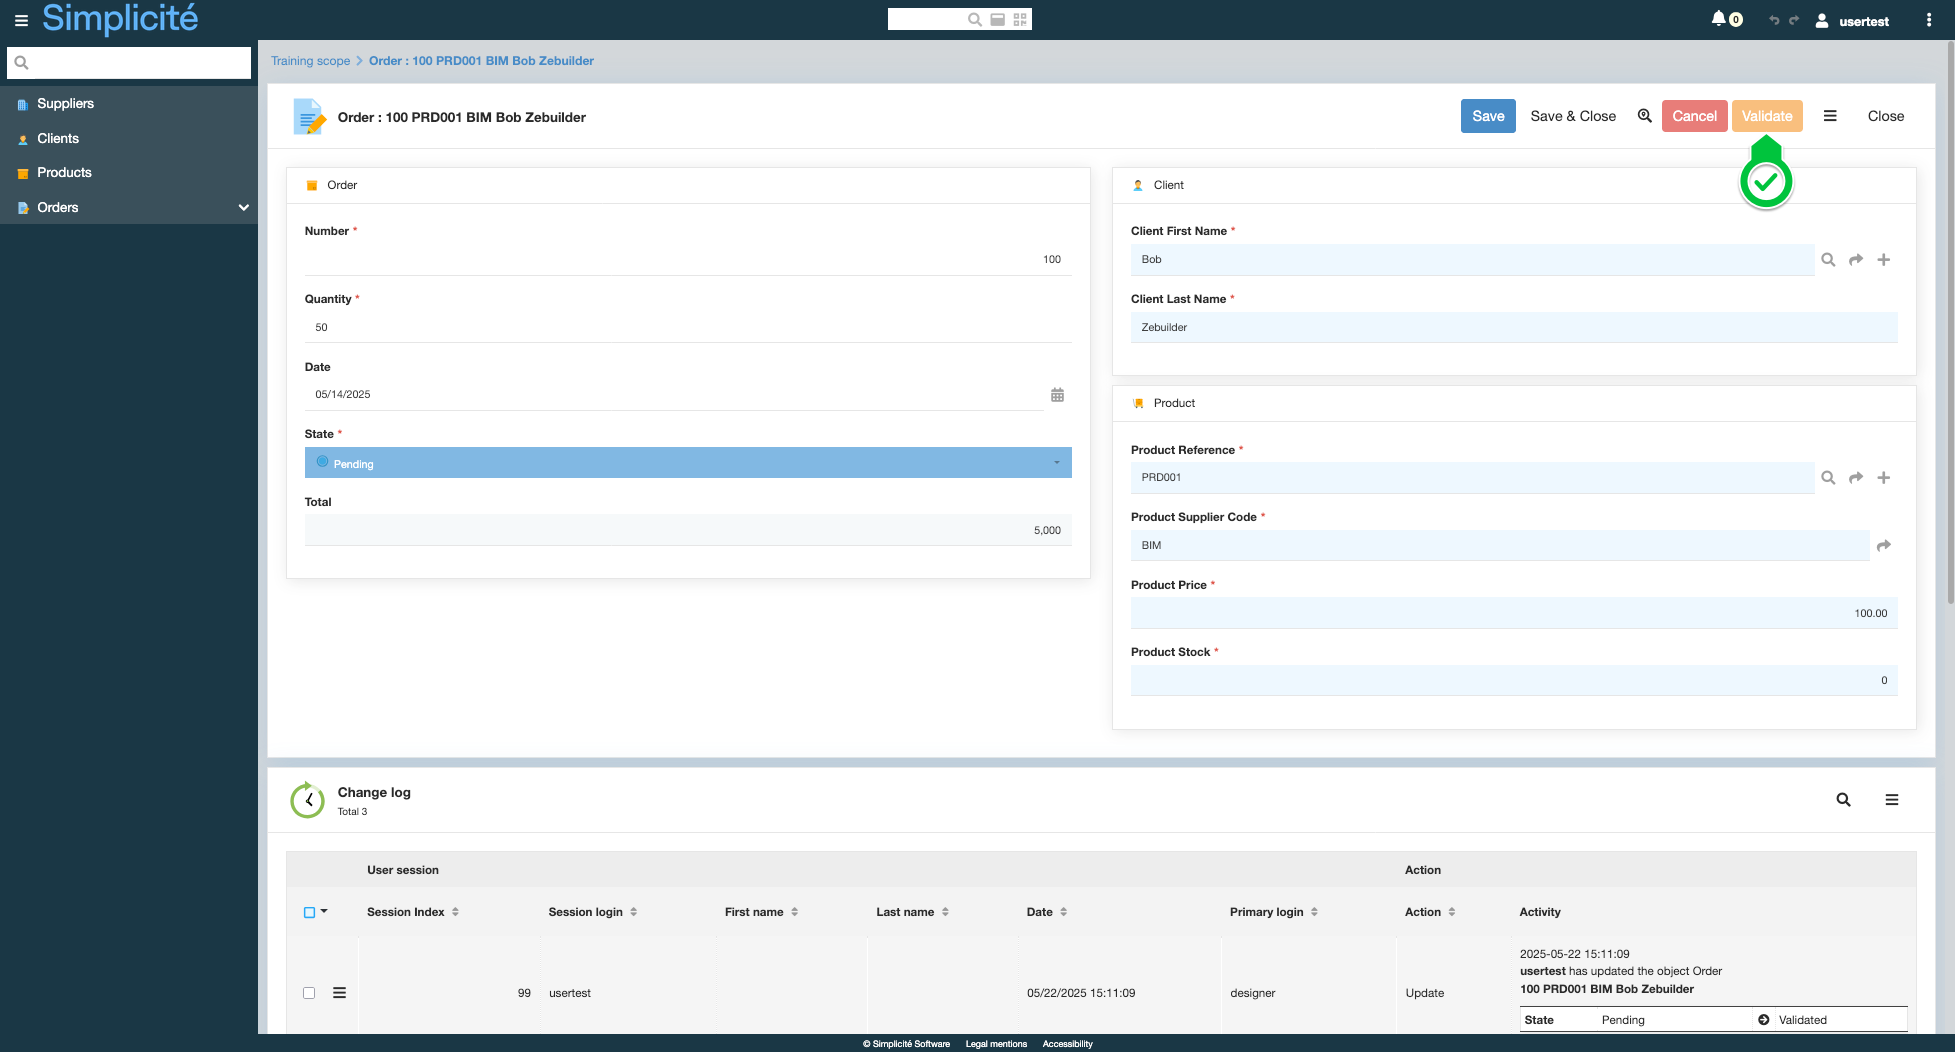 Simplicité
0
usertest
Suppliers
Clients
Products
Orders
Training scope > Order : 100 PRD001 BIM Bob Zebuilder
Order : 100 PRD001 BIM Bob Zebuilder
Save
Save & Close
Cancel
Validate
Close
Order
Number *
100
Quantity *
50
Date
05/14/2025
State *
Pending
Total
5,000
Client
Client First Name *
Bob
Client Last Name *
Zebuilder
Product
Product Reference *
PRD001
Product Supplier Code *
BIM
Product Price *
100.00
Product Stock *
0
Change log
Total 3
User session
Action
Session Index
Session login
First name
Last name
Date
Primary login
Action
Activity
99
usertest
05/22/2025 15:11:09
designer
Update
2025-05-22 15:11:09
usertest has updated the object Order
100 PRD001 BIM Bob Zebuilder
State Pending Validated
© Simplicité Software Legal mentions Accessibility